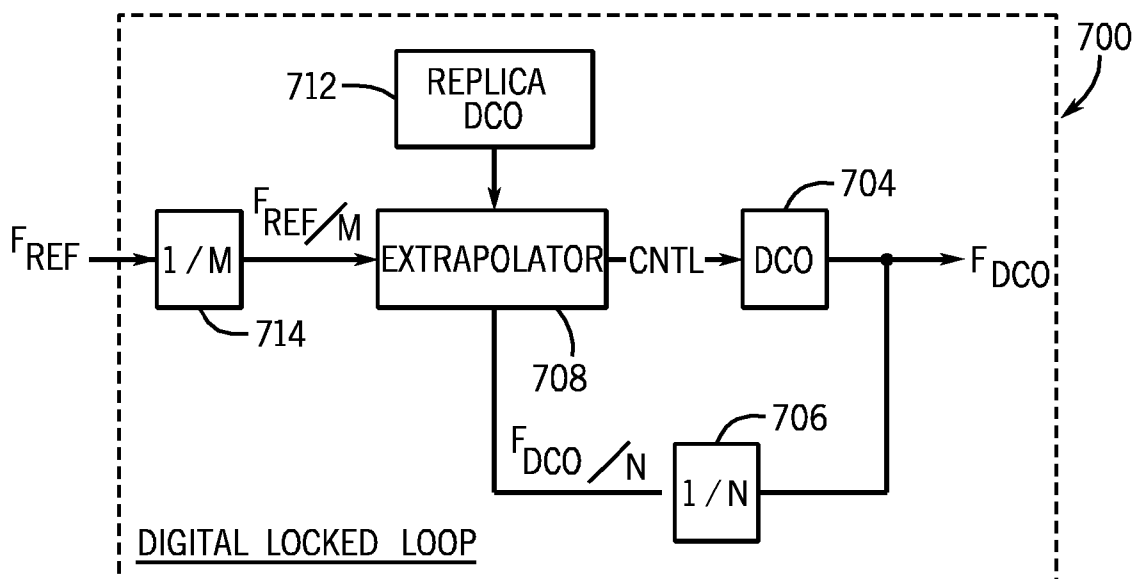 700
712
REPLICA
DCO
704
F_REF
1/M
F_REF/M
EXTRAPOLATOR
CNTL
DCO
F_DCO
714
708
706
F_DCO/N
1/N
DIGITAL LOCKED LOOP